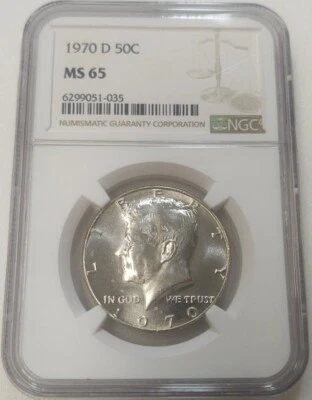 1970 D 50C
MS 65
6299051-035
NUMISMATIC GUARANTY CORPORATION
NGC
LIBERTY
IN GOD WE TRUST
1970